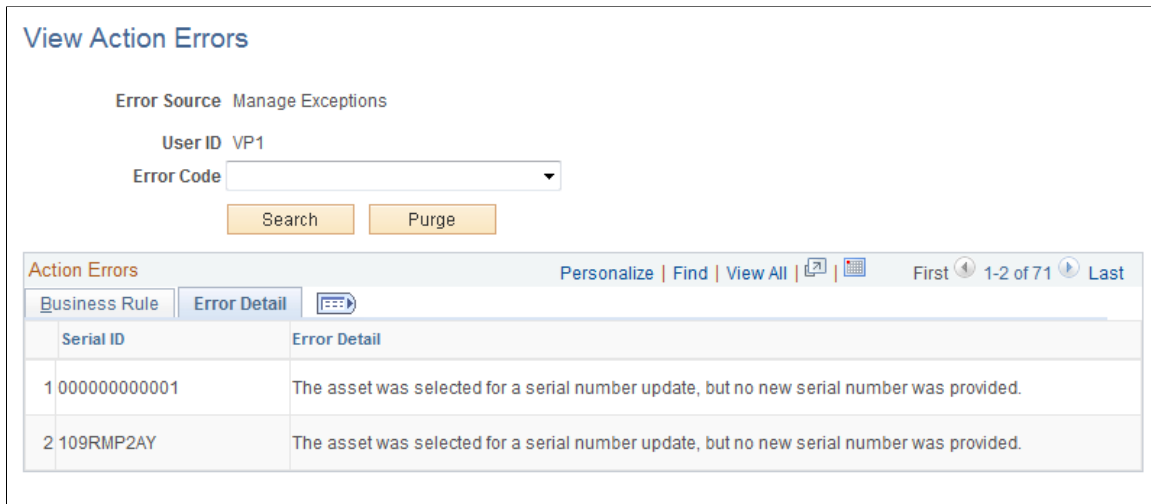 View Action Errors
Error Source Manage Exceptions
User ID VP1
Error Code
Search Purge
Action Errors Personalize | Find | View All | | First 1-2 of 71 Last
Business Rule Error Detail
Serial ID Error Detail
1 000000000001 The asset was selected for a serial number update, but no new serial number was provided.
2 109RMP2AY The asset was selected for a serial number update, but no new serial number was provided.